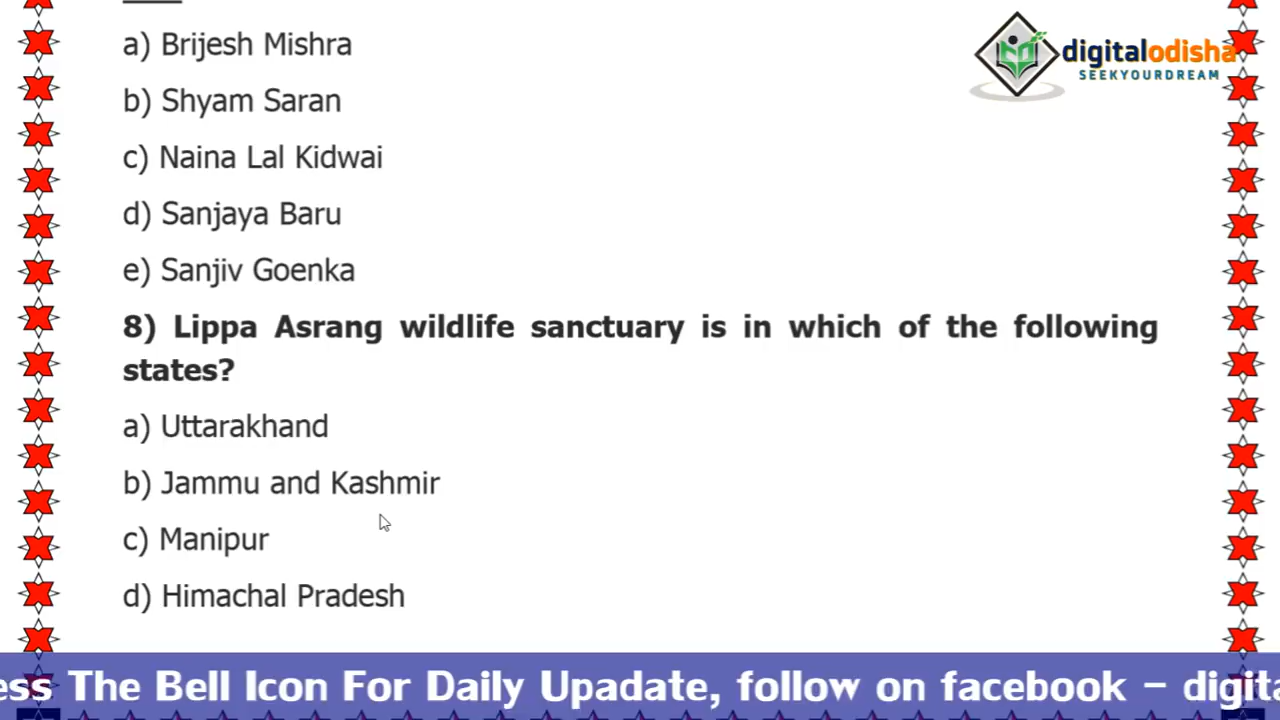 a) Brijesh Mishra
digitalodisha
SEEKYOURDREAM
b) Shyam Saran
c) Naina Lal Kidwai
d) Sanjaya Baru
e) Sanjiv Goenka
8) Lippa Asrang wildlife sanctuary is in which of the following
states?
a) Uttarakhand
b) Jammu and Kashmir
c) Manipur
d) Himachal Pradesh
ess The Bell Icon For Daily Upadate, follow on facebook – digita